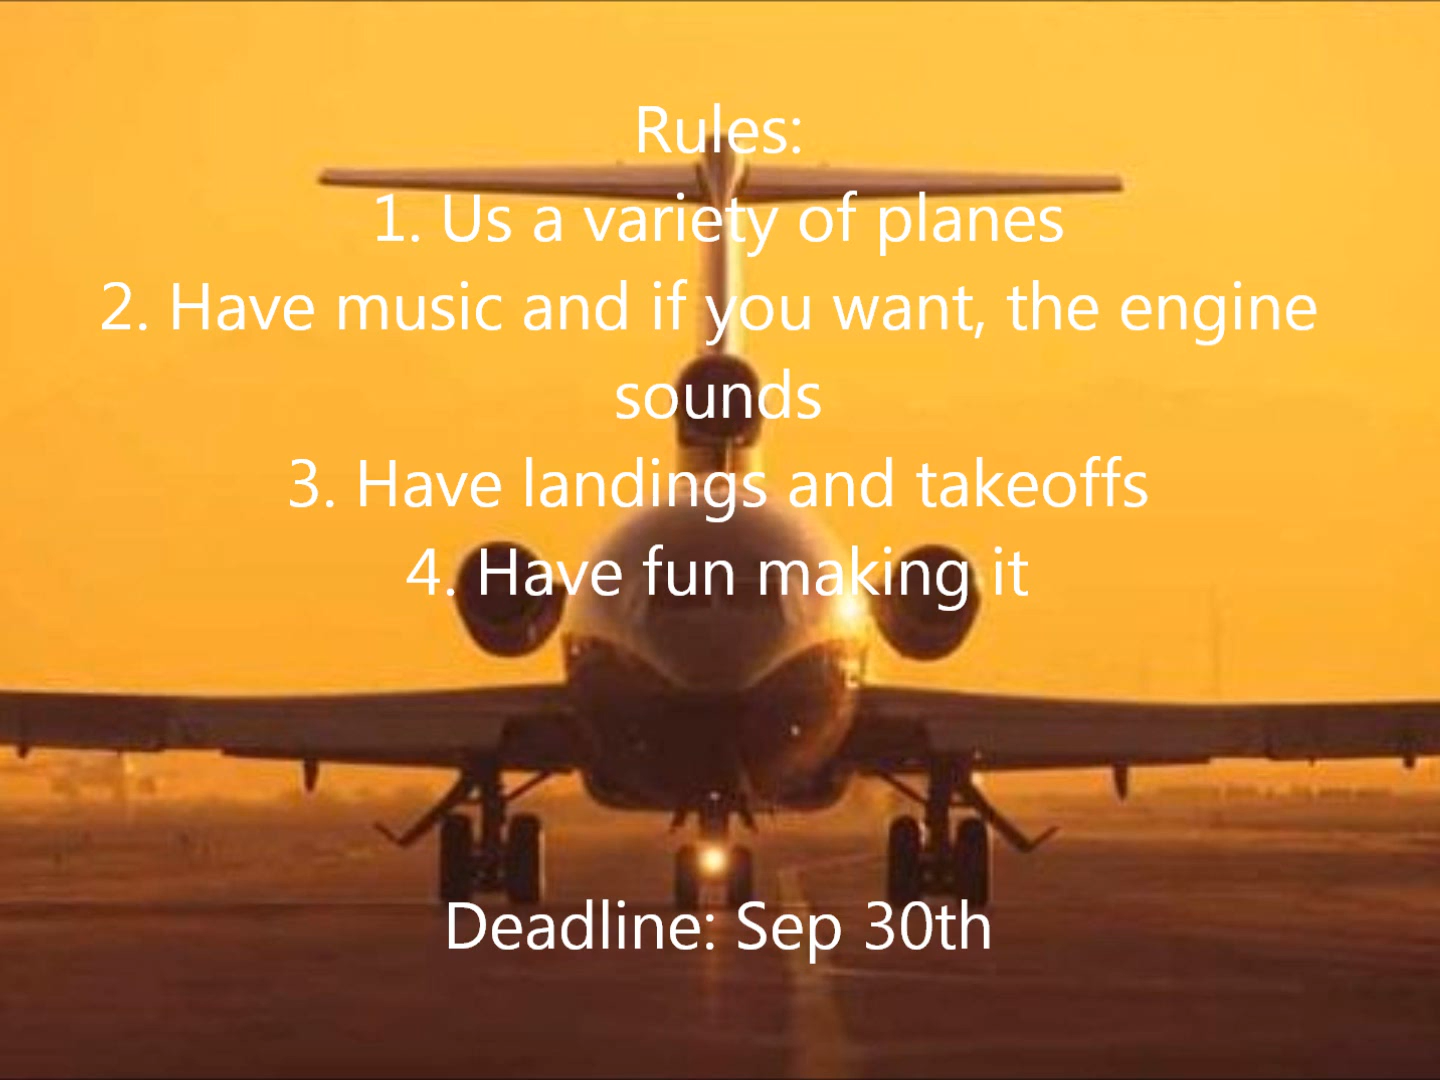 Rules:
1. Us a variety of planes
2. Have music and if you want, the engine
sounds
3. Have landings and takeoffs
4. Have fun making it
Deadline: Sep 30th